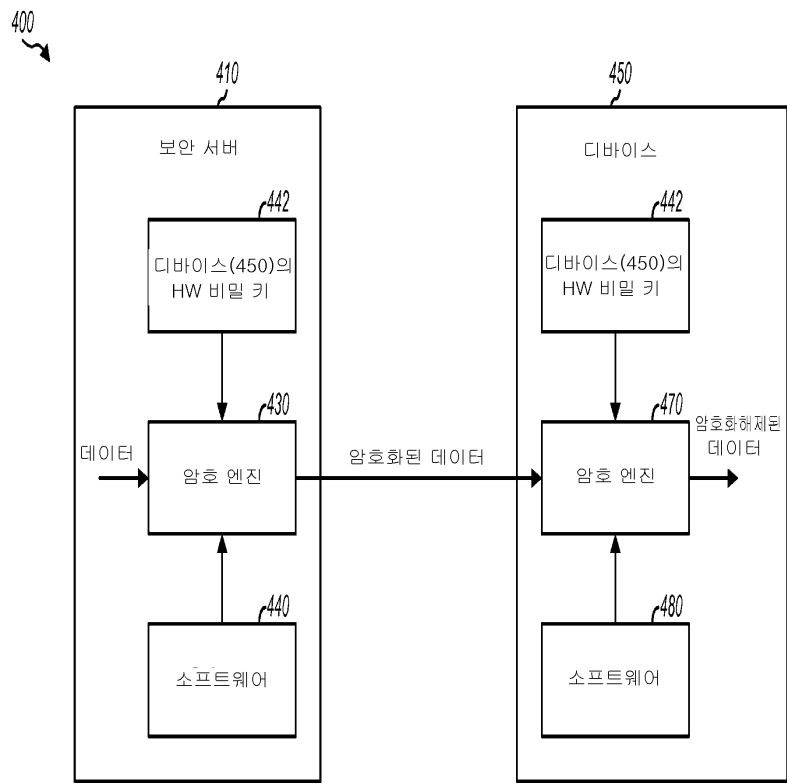 400
410
보안 서버
442
디바이스(450)의
HW 비밀 키
430
데이터
암호 엔진
440
소프트웨어
암호화된 데이터
450
디바이스
442
디바이스(450)의
HW 비밀 키
470
암호 엔진
암호화해제된
데이터
480
소프트웨어